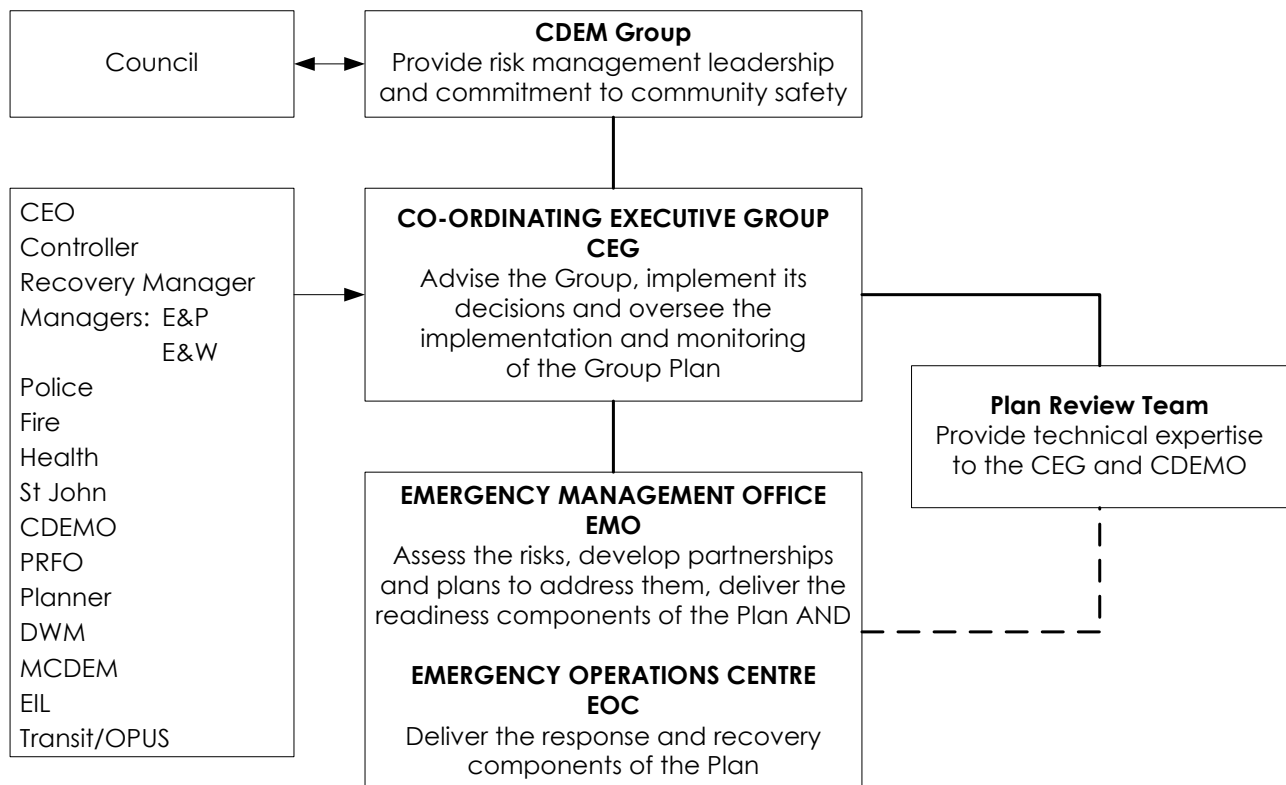 Council
CDEM Group
Provide risk management leadership
and commitment to community safety
CEO
Controller
Recovery Manager
Managers: E&P
E&W
Police
Fire
Health
St John
CDEMO
PRFO
Planner
DWM
MCDEM
EIL
Transit/OPUS
CO-ORDINATING EXECUTIVE GROUP
CEG
Advise the Group, implement its
decisions and oversee the
implementation and monitoring
of the Group Plan
Plan Review Team
Provide technical expertise
to the CEG and CDEMO
EMERGENCY MANAGEMENT OFFICE
EMO
Assess the risks, develop partnerships
and plans to address them, deliver the
readiness components of the Plan AND
EMERGENCY OPERATIONS CENTRE
EOC
Deliver the response and recovery
components of the Plan